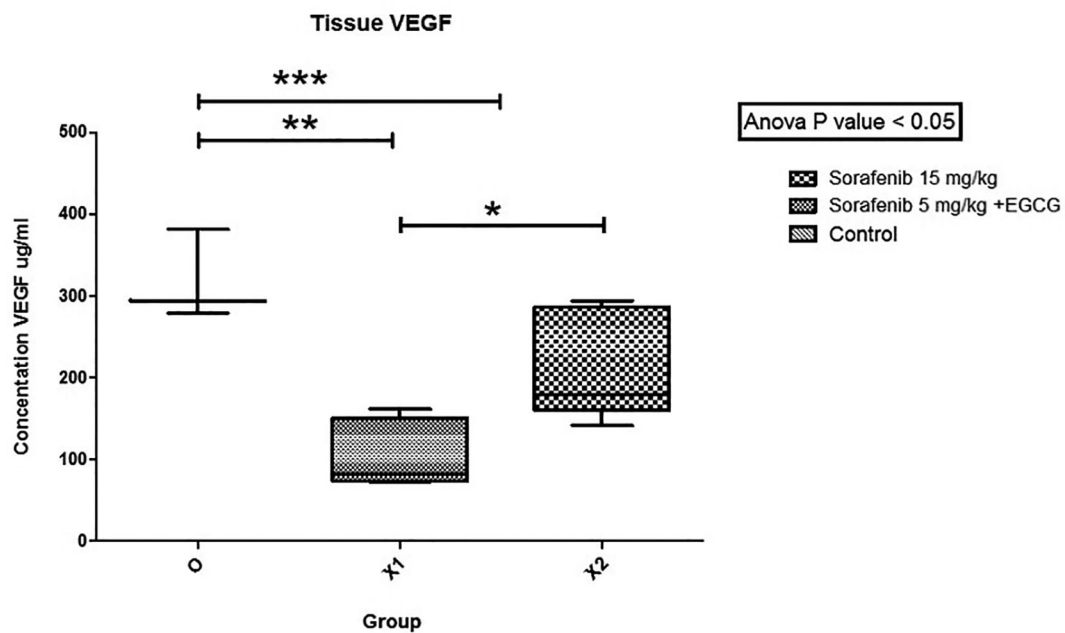 Tissue VEGF
***
**
*
Anova P value < 0.05
Sorafenib 15 mg/kg
Sorafenib 5 mg/kg +EGCG
Control
Concentation VEGF ug/ml
500
400
300
200
100
0
O
X1
X2
Group